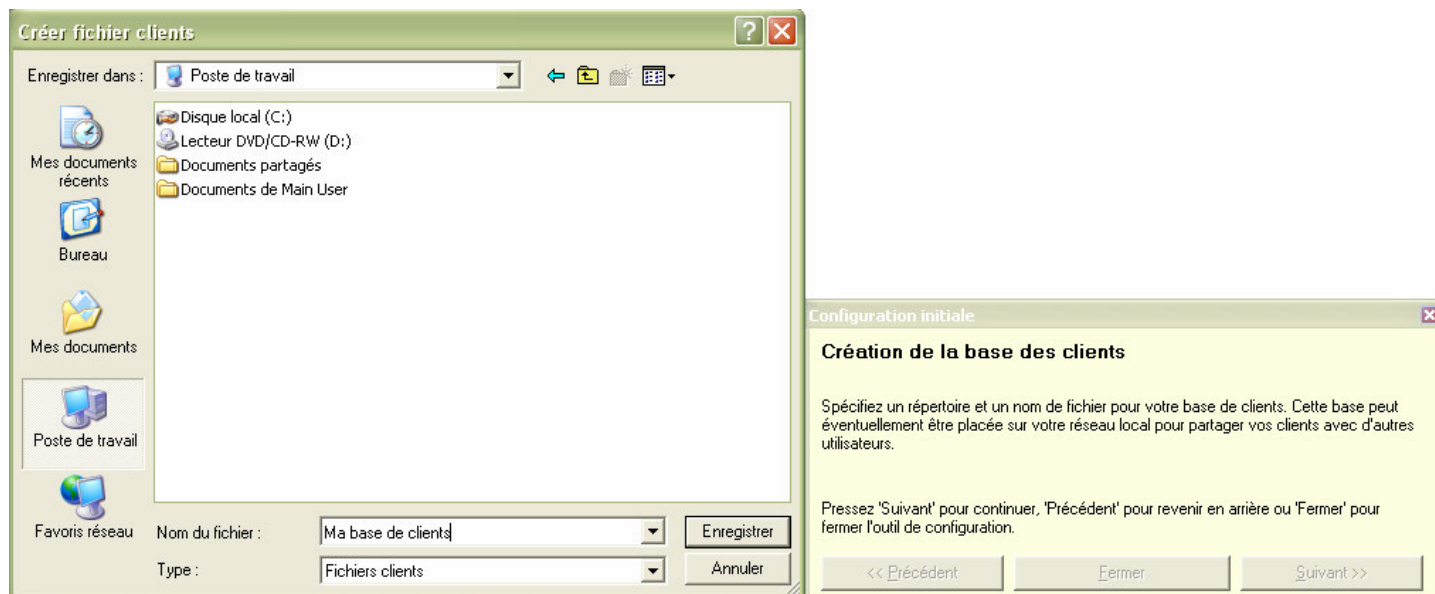 Créer fichier clients
Enregistrer dans :
Poste de travail
Mes documents
récents
Bureau
Mes documents
Poste de travail
Favoris réseau
Disque local (C:)
Lecteur DVD/CD-RW (D:)
Documents partagés
Documents de Main User
Nom du fichier :
Ma base de clients
Enregistrer
Type :
Fichiers clients
Annuler
Configuration initiale
Création de la base des clients
Spécifiez un répertoire et un nom de fichier pour votre base de clients. Cette base peut
éventuellement être placée sur votre réseau local pour partager vos clients avec d'autres
utilisateurs.
Pressez 'Suivant' pour continuer, 'Précédent' pour revenir en arrière ou 'Fermer' pour
fermer l'outil de configuration.
<< Précédent
Fermer
Suivant >>